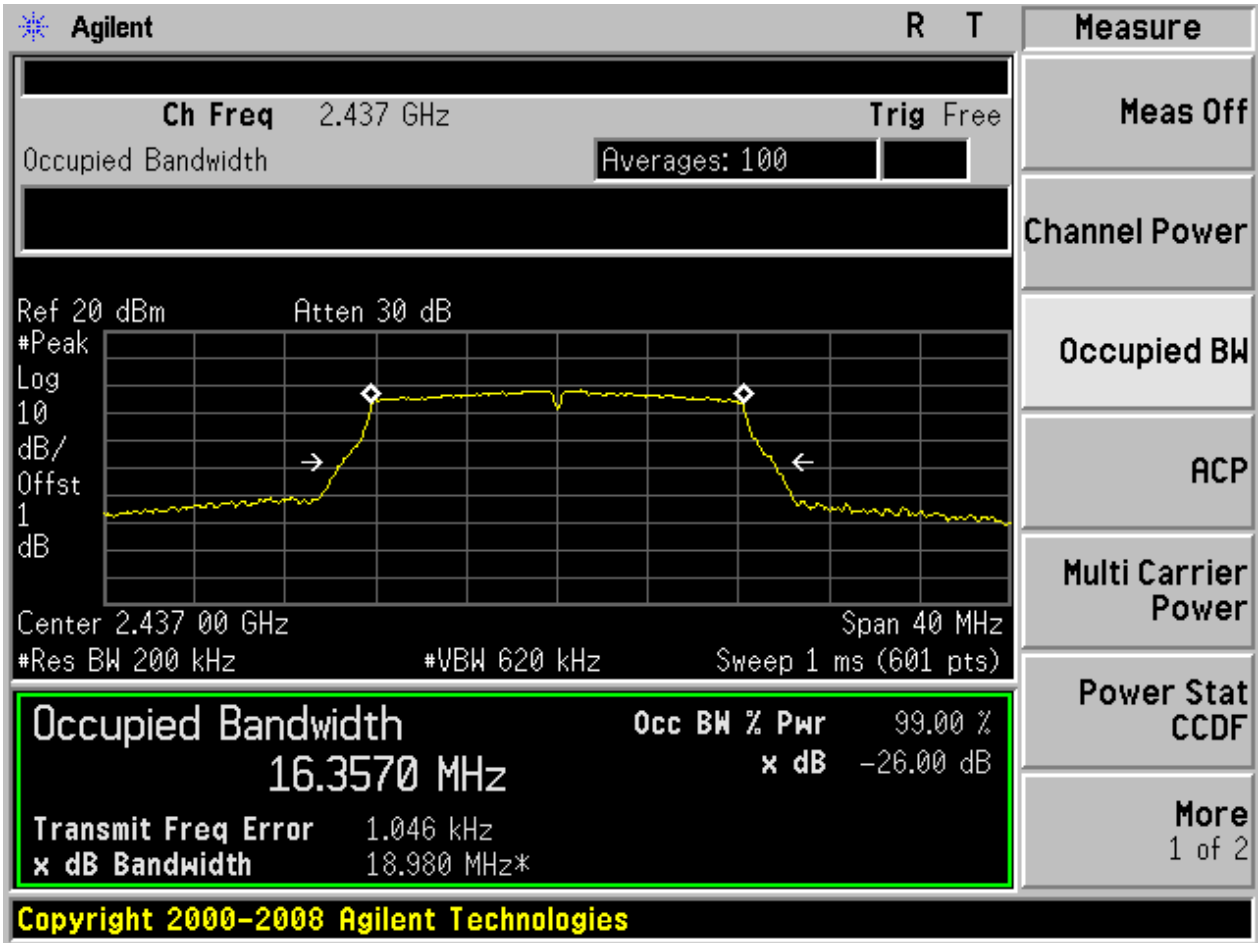 Agilent R T
Ch Freq 2.437 GHz Trig Free
Occupied Bandwidth Averages: 100
Ref 20 dBm Atten 30 dB
#Peak
Log
10
dB/
Offst
1
dB
Center 2.437 00 GHz Span 40 MHz
#Res BW 200 kHz #VBW 620 kHz Sweep 1 ms (601 pts)
Occupied Bandwidth
16.3570 MHz
Occ BW % Pwr 99.00 %
x dB -26.00 dB
Transmit Freq Error 1.046 kHz
x dB Bandwidth 18.980 MHz*
Copyright 2000-2008 Agilent Technologies
Measure
Meas Off
Channel Power
Occupied BW
ACP
Multi Carrier
Power
Power Stat
CCDF
More
1 of 2